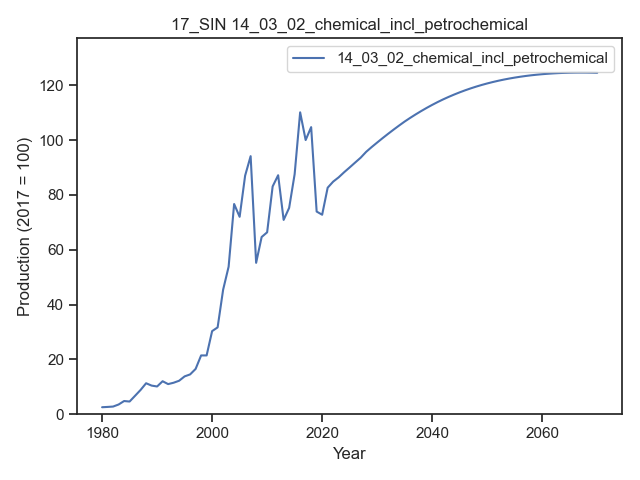 17_SIN 14_03_02_chemical_incl_petrochemical
14_03_02_chemical_incl_petrochemical
Production (2017 = 100)
120
100
80
60
40
20
0
1980 2000 2020 2040 2060
Year